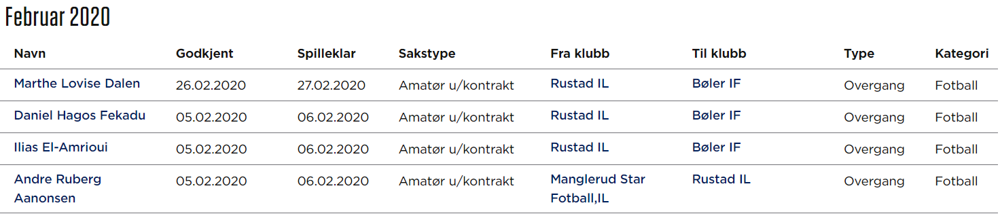 Februar 2020
Navn Godkjent Spilleklar Sakstype Fra klubb Til klubb Type Kategori
Marthe Lovise Dalen 26.02.2020 27.02.2020 Amatør u/kontrakt Rustad IL Bøler IF Overgang Fotball
Daniel Hagos Fekadu 05.02.2020 06.02.2020 Amatør u/kontrakt Rustad IL Bøler IF Overgang Fotball
Ilias El-Amrioui 05.02.2020 06.02.2020 Amatør u/kontrakt Rustad IL Bøler IF Overgang Fotball
Andre Ruberg 05.02.2020 06.02.2020 Amatør u/kontrakt Manglerud Star Rustad IL Overgang Fotball
Aanonsen Fotball,IL